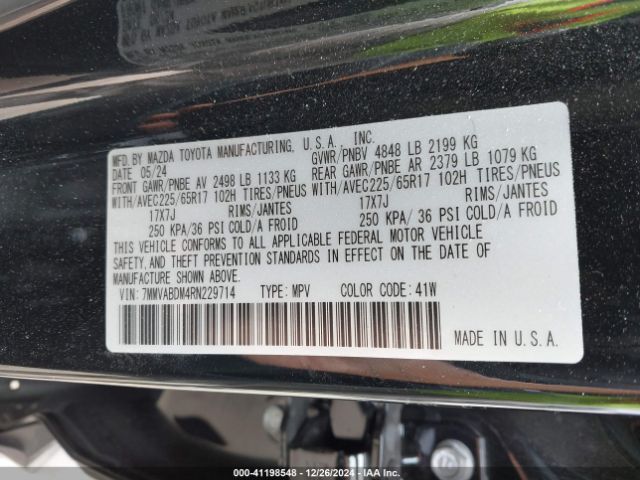 MFD. BY MAZDA TOYOTA MANUFACTURING, U.S.A. INC.
DATE 05/24 GVWR/PNBV 4848 LB 2199 KG
FRONT GAWR/PNBE AV 2498 LB 1133 KG REAR GAWR/PNBE AR 2379 LB 1079 KG
WITH/AVEC225/65R17 102H TIRES/PNEUS WITH/AVEC225/65R17 102H TIRES/PNEUS
17X7J RIMS/JANTES 17X7J RIMS/JANTES
250 KPA/36 PSI COLD/A FROID 250 KPA/ 36 PSI COLD/A FROID
THIS VEHICLE CONFORMS TO ALL APPLICABLE FEDERAL MOTOR VEHICLE
SAFETY, AND THEFT PREVENTION STANDARDS IN EFFECT ON THE DATE OF
MANUFACTURE SHOWN ABOVE.
VIN: 7MMVABDM4RN229714 TYPE: MPV COLOR CODE: 41W
MADE IN U.S.A.
000-41198548 - 12/26/2024 - IAA Inc.